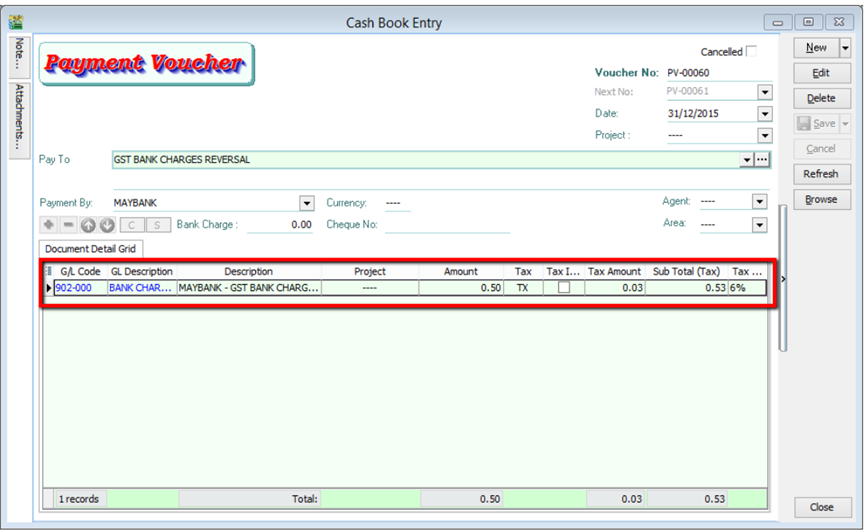 Cash Book Entry
Note...
Attachments...
Payment Voucher
Cancelled
Voucher No: PV-00060
Next No: PV-00061
Date: 31/12/2015
Project : ----
Pay To GST BANK CHARGES REVERSAL
Payment By: MAYBANK Currency: ---- Agent: ----
C S Bank Charge : 0.00 Cheque No: Area: ----
Document Detail Grid
G/L Code GL Description Description Project Amount Tax Tax I... Tax Amount Sub Total (Tax) Tax ...
902-000 BANK CHAR... MAYBANK - GST BANK CHARG... ---- 0.50 TX 0.03 0.53 6%
1 records Total: 0.50 0.03 0.53
New
Edit
Delete
Save
Cancel
Refresh
Browse
Close